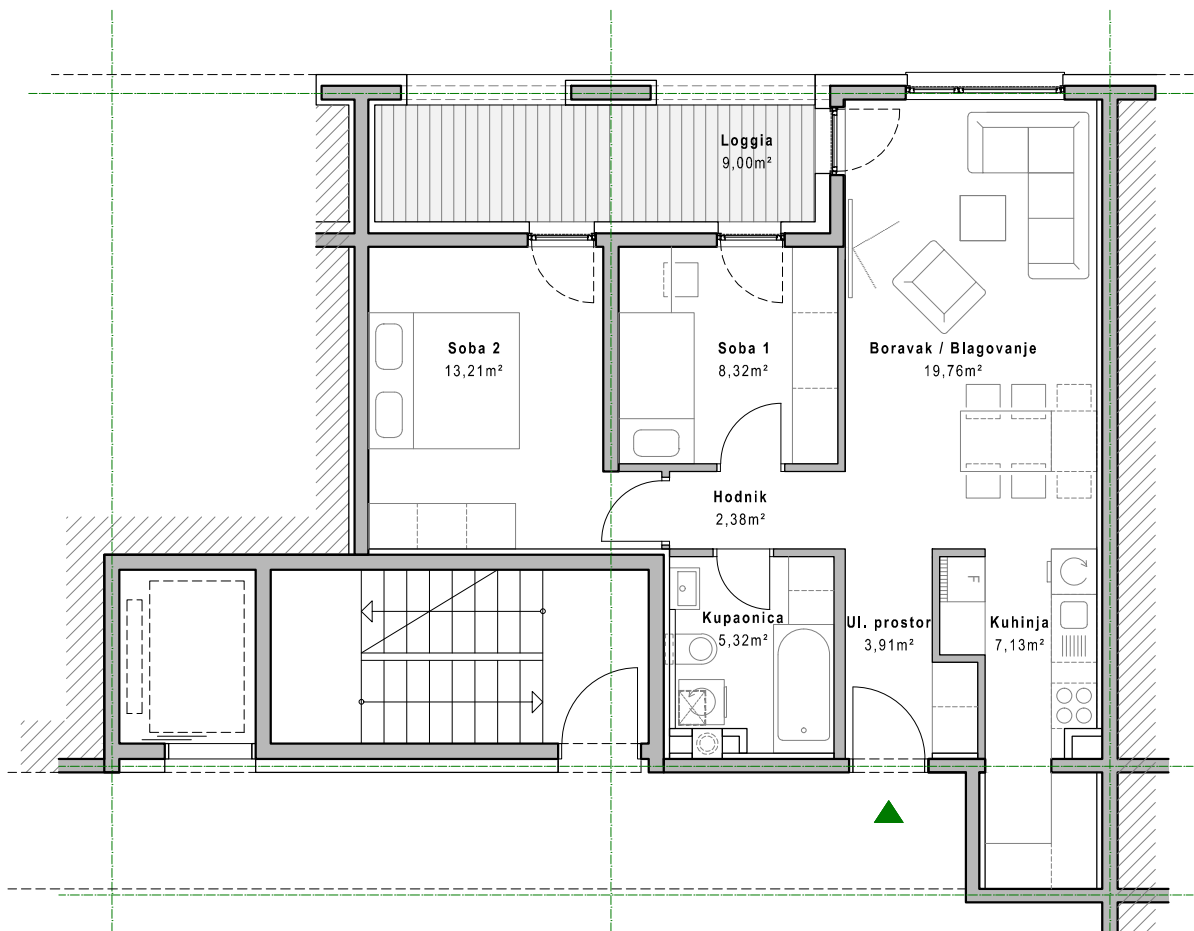 Loggia
9,00m²
Soba 2
13,21m²
Soba 1
8,32m²
Boravak / Blagovanje
19,76m²
Hodnik
2,38m²
F
Kupaonica
5,32m²
Ul. prostor
3,91m²
Kuhinja
7,13m²